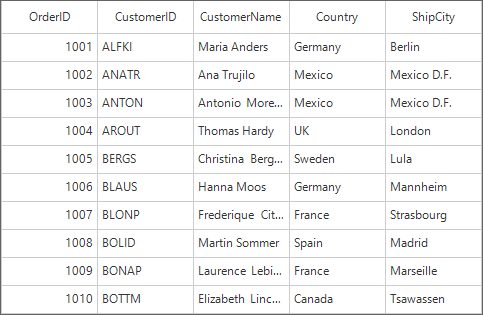 OrderID CustomerID CustomerName Country ShipCity
1001 ALFKI Maria Anders Germany Berlin
1002 ANATR Ana Trujilo Mexico Mexico D.F.
1003 ANTON Antonio More... Mexico Mexico D.F.
1004 AROUT Thomas Hardy UK London
1005 BERGS Christina Berg... Sweden Lula
1006 BLAUS Hanna Moos Germany Mannheim
1007 BLONP Frederique Cit... France Strasbourg
1008 BOLID Martin Sommer Spain Madrid
1009 BONAP Laurence Lebi... France Marseille
1010 BOTTM Elizabeth Linc... Canada Tsawassen